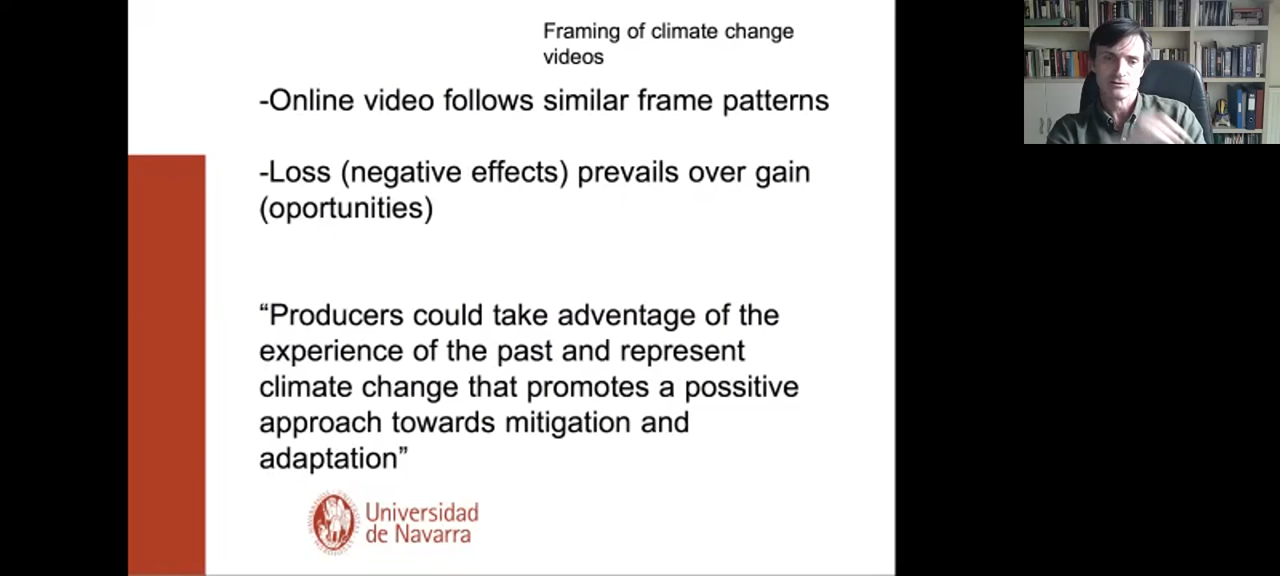 Framing of climate change
videos
-Online video follows similar frame patterns
-Loss (negative effects) prevails over gain
(oportunities)
“Producers could take adventage of the
experience of the past and represent
climate change that promotes a possitive
approach towards mitigation and
adaptation”
Universidad
de Navarra